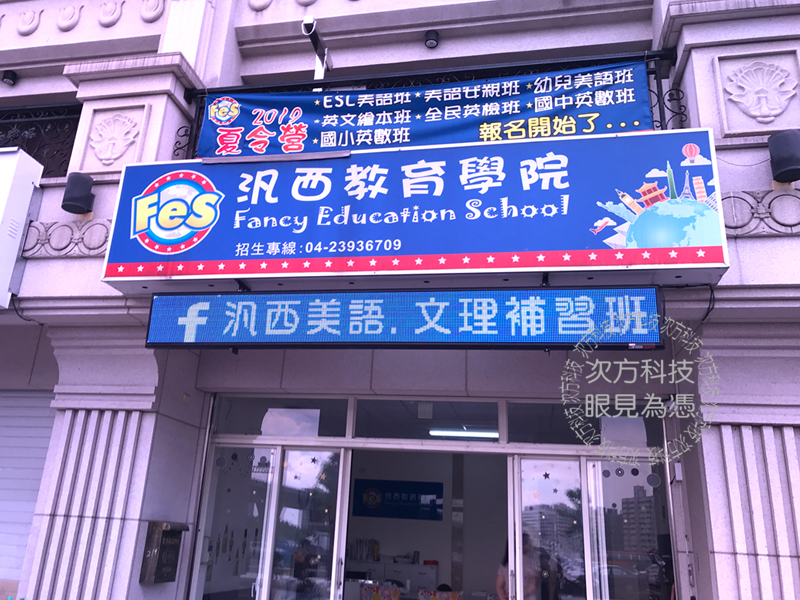 FeS
2019
夏令營
★ESL美語班★美語安親班★幼兒美語班
★英文繪本班★全民英檢班★國中英數班
★國小英數班
報名開始了...
FeS
汎西教育學院
Fancy Education School
招生專線:04-23936709
f 汎西美語.文理補習班
次方科技
眼見為憑
FeS